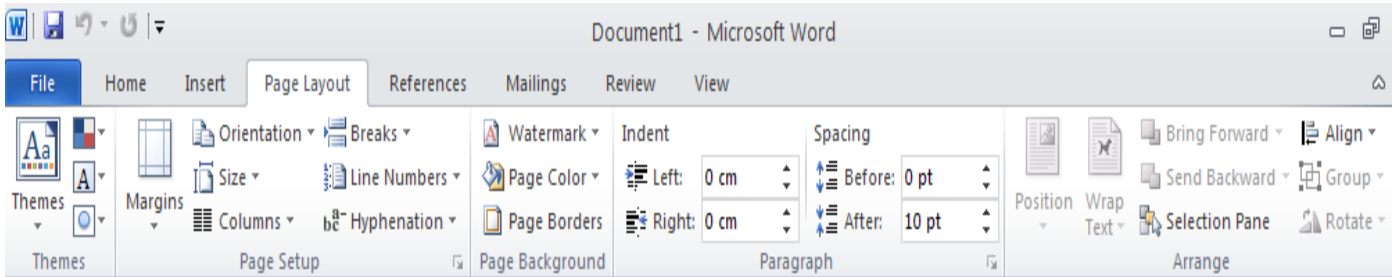 Document1 - Microsoft Word
File Home Insert Page Layout References Mailings Review View
Aa Orientation Breaks Watermark Indent Spacing Bring Forward Align
A Size Line Numbers Page Color Left: 0 cm Before: 0 pt Send Backward Group
Themes Margins Columns Hyphenation Page Borders Right: 0 cm After: 10 pt Position Wrap Text Selection Pane Rotate
Themes Page Setup Page Background Paragraph Arrange